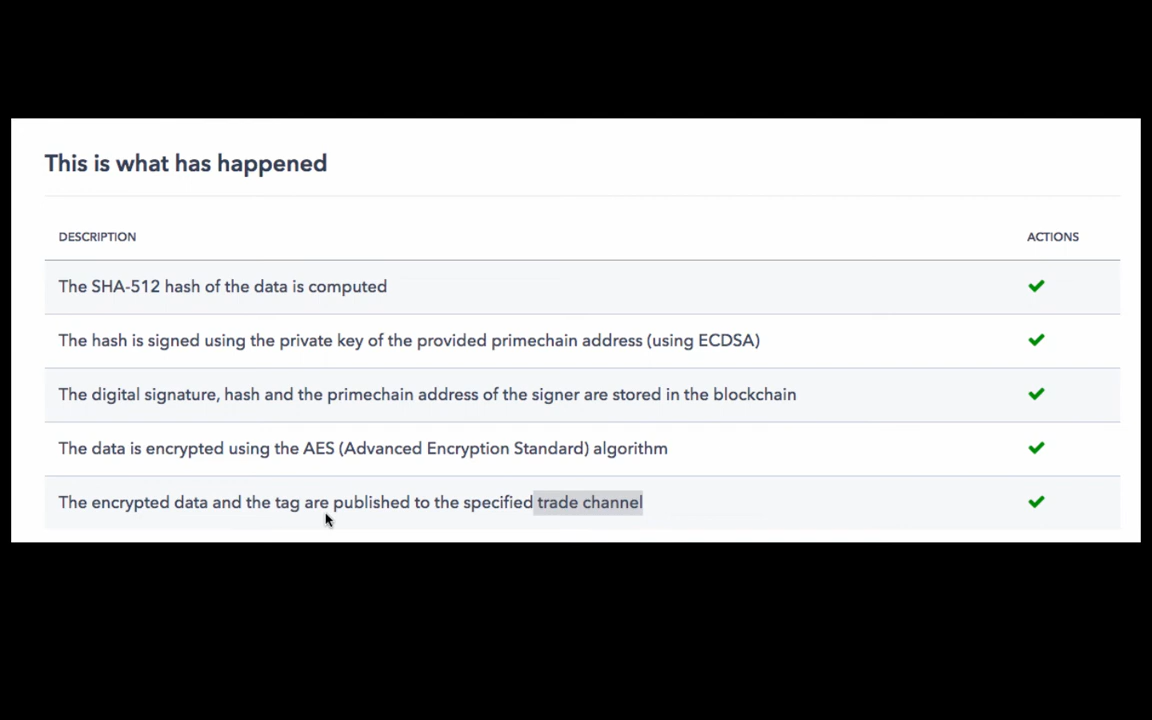 This is what has happened
DESCRIPTION ACTIONS
The SHA-512 hash of the data is computed
The hash is signed using the private key of the provided primechain address (using ECDSA)
The digital signature, hash and the primechain address of the signer are stored in the blockchain
The data is encrypted using the AES (Advanced Encryption Standard) algorithm
The encrypted data and the tag are published to the specified trade channel